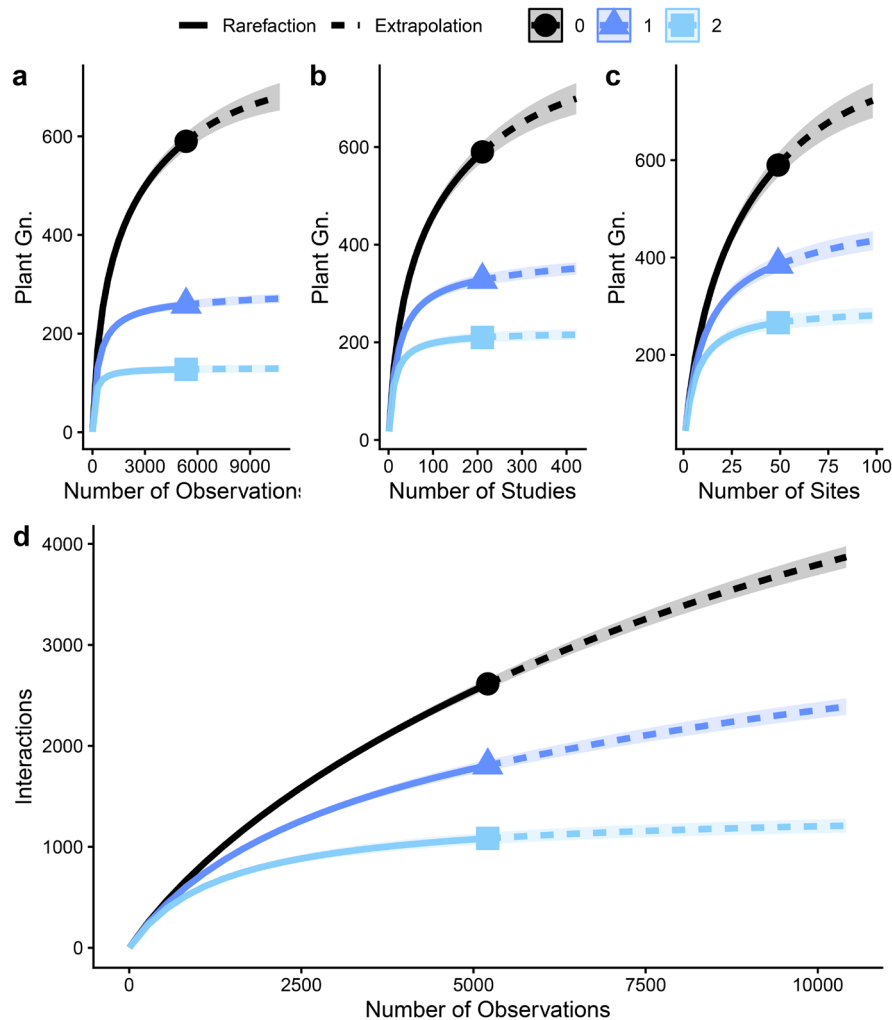 Rarefaction Extrapolation 0 1 2
a b c
600
400
200
0
Plant Gn.
0 3000 6000 9000
Number of Observations
600
400
200
0
Plant Gn.
0 100 200 300 400
Number of Studies
600
400
200
Plant Gn.
0 25 50 75 100
Number of Sites
d
4000
3000
2000
1000
0
Interactions
0 2500 5000 7500 10000
Number of Observations